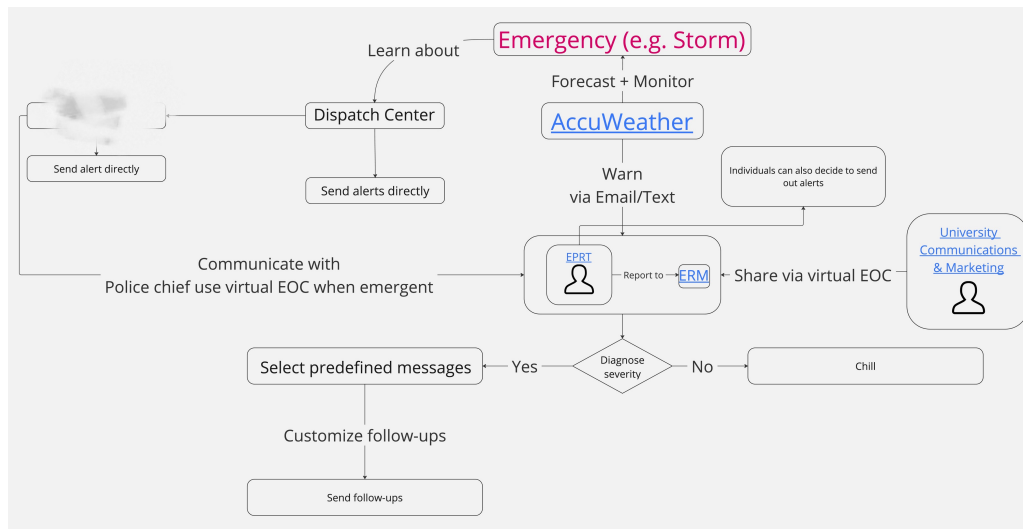 Emergency (e.g. Storm)
Learn about
Forecast + Monitor
Dispatch Center
AccuWeather
Send alert directly
Send alerts directly
Warn
via Email/Text
Individuals can also decide to send
out alerts
University
Communications
& Marketing
EPRT
Report to
ERM
Communicate with
Police chief use virtual EOC when emergent
Share via virtual EOC
Diagnose
severity
Select predefined messages
Yes
No
Chill
Customize follow-ups
Send follow-ups